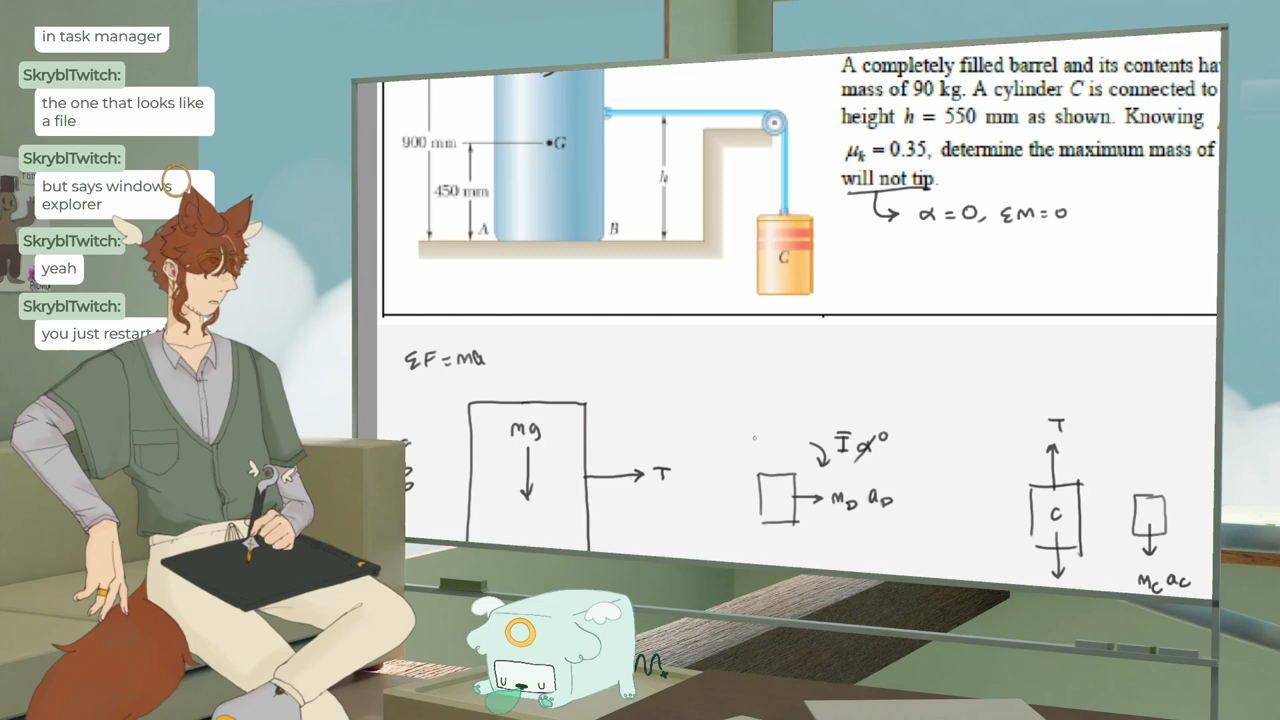 in task manager
SkryblTwitch:
the one that looks like
a file
SkryblTwitch:
but says windows
explorer
SkryblTwitch:
yeah
SkryblTwitch:
you just restart
A completely filled barrel and its contents ha
mass of 90 kg. A cylinder C is connected to
height h = 550 mm as shown. Knowing
μk = 0.35, determine the maximum mass of
will not tip.
α = 0, ΣM = 0
900 mm
G
450 mm
h
A
B
C
ΣF = ma
mg
T
Ī α 0
mD aD
T
C
mC aC